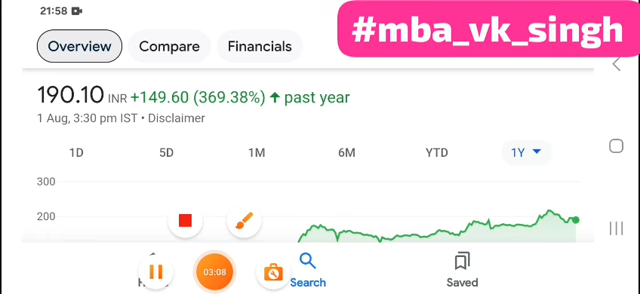 21:58
#mba_vk_singh
Overview Compare Financials
190.10 INR +149.60 (369.38%) ↑ past year
1 Aug, 3:30 pm IST • Disclaimer
1D 5D 1M 6M YTD 1Y
300
200
03:08
Search Saved